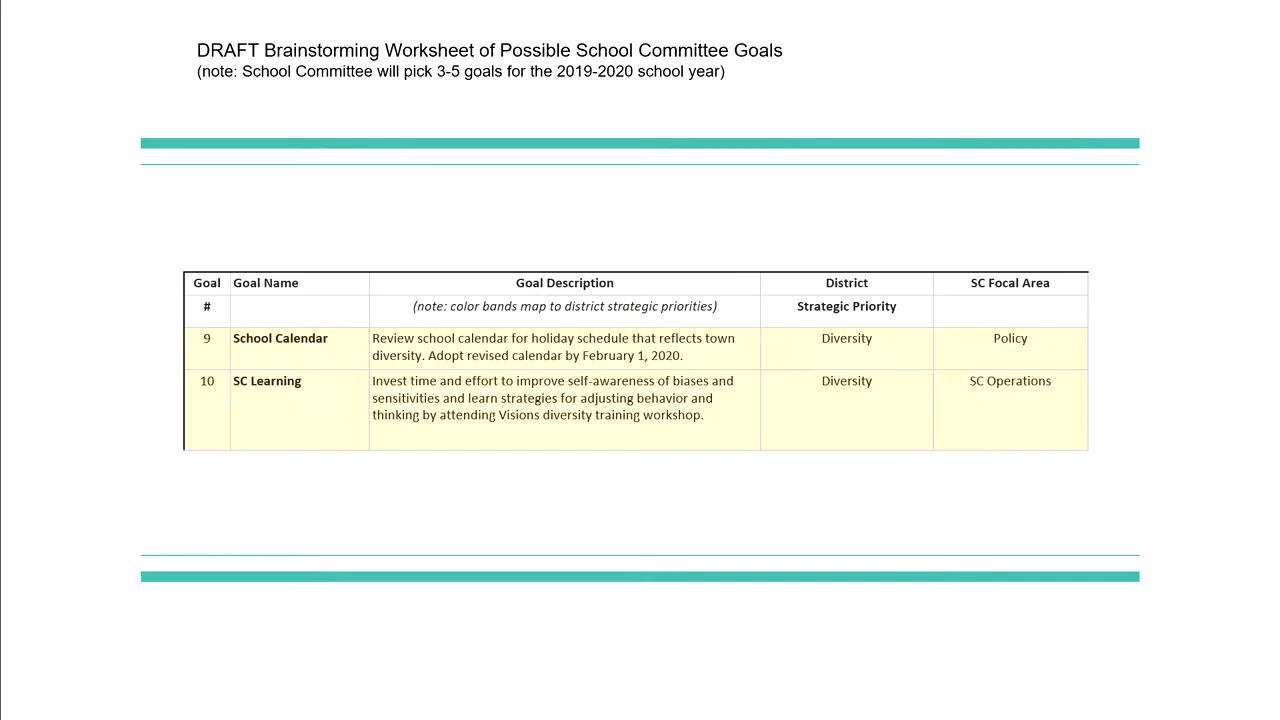 DRAFT Brainstorming Worksheet of Possible School Committee Goals
(note: School Committee will pick 3-5 goals for the 2019-2020 school year)
Goal Goal Name Goal Description District SC Focal Area
# (note: color bands map to district strategic priorities) Strategic Priority
9 School Calendar Review school calendar for holiday schedule that reflects town Diversity Policy
diversity. Adopt revised calendar by February 1, 2020.
10 SC Learning Invest time and effort to improve self-awareness of biases and Diversity SC Operations
sensitivities and learn strategies for adjusting behavior and
thinking by attending Visions diversity training workshop.